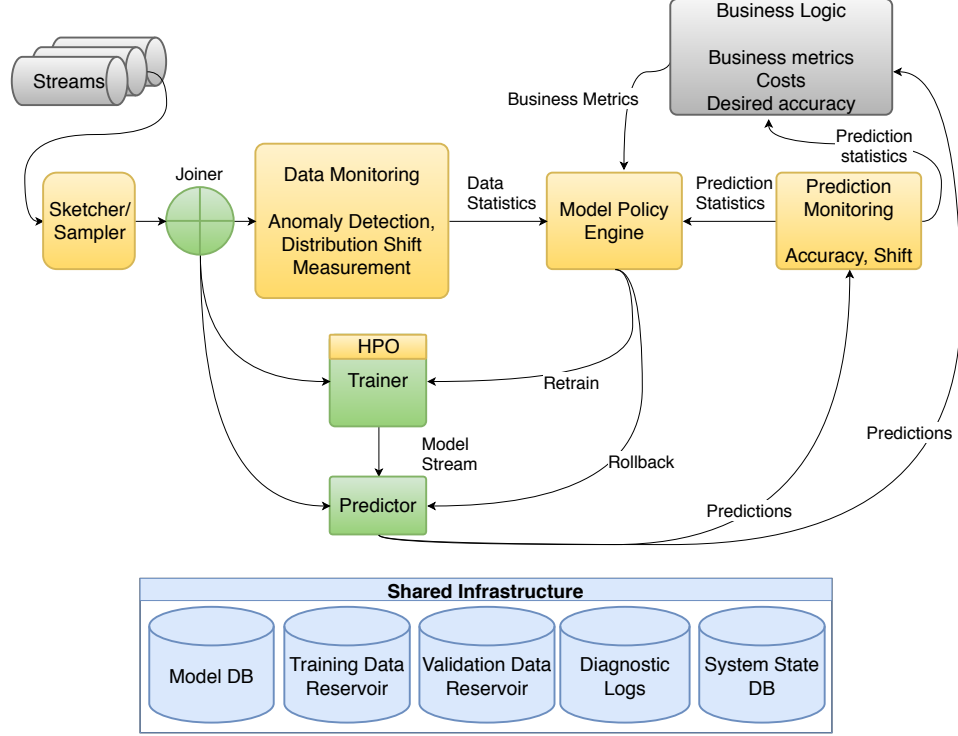 Business Logic
Business metrics
Costs
Desired accuracy
Streams
Business Metrics
Prediction
statistics
Joiner
Sketcher/
Sampler
Data Monitoring
Anomaly Detection,
Distribution Shift
Measurement
Data
Statistics
Model Policy
Engine
Prediction
Statistics
Prediction
Monitoring
Accuracy, Shift
HPO
Trainer
Retrain
Model
Stream
Rollback
Predictions
Predictor
Predictions
Shared Infrastructure
Model DB
Training Data
Reservoir
Validation Data
Reservoir
Diagnostic
Logs
System State
DB